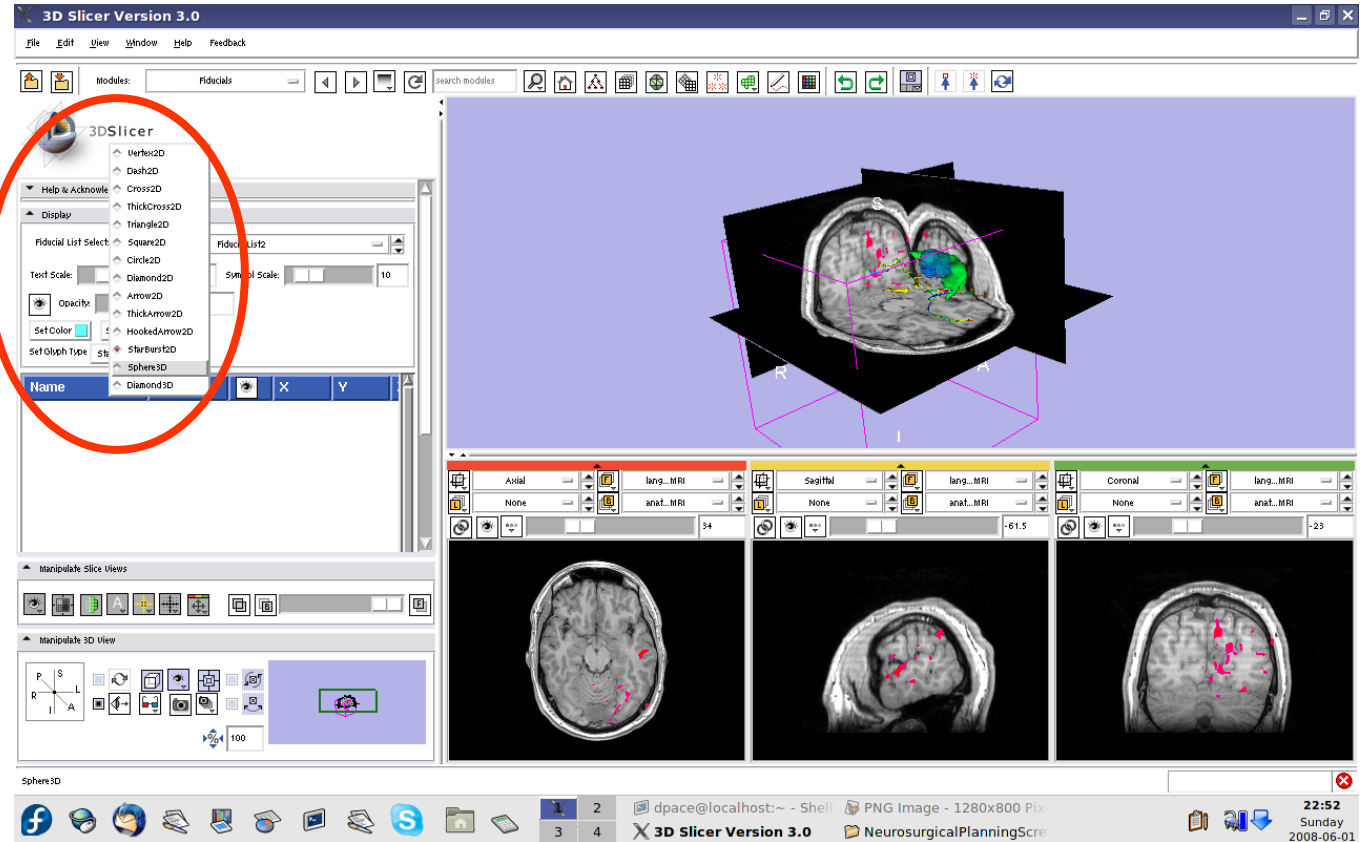 3D Slicer Version 3.0
File Edit View Window Help Feedback
Modules: Fiducials search modules
3DSlicer
Vertex2D
Dash2D
Help & Acknowle Cross2D
ThickCross2D
Display
Triangle2D
Fiducial List Select Square2D FiducialList2
Circle2D
Text Scale: Diamond2D Symbol Scale: 10
Opacity: Arrow2D
ThickArrow2D
Set Color HookedArrow2D
Set Glyph Type Sta StarBurst2D
Sphere3D
Name Diamond3D X Y
S
R A
I
Axial lang...MRI
None anat...MRI
34
Sagittal lang...MRI
None anat...MRI
-61.5
Coronal lang...MRI
None anat...MRI
-23
Manipulate Slice Views
Manipulate 3D View
P S
R L
I A
% 100
Sphere3D
1 2
3 4
dpace@localhost:~ - Shell PNG Image - 1280x800 Pix
3D Slicer Version 3.0 NeurosurgicalPlanningScre
22:52
Sunday
2008-06-01